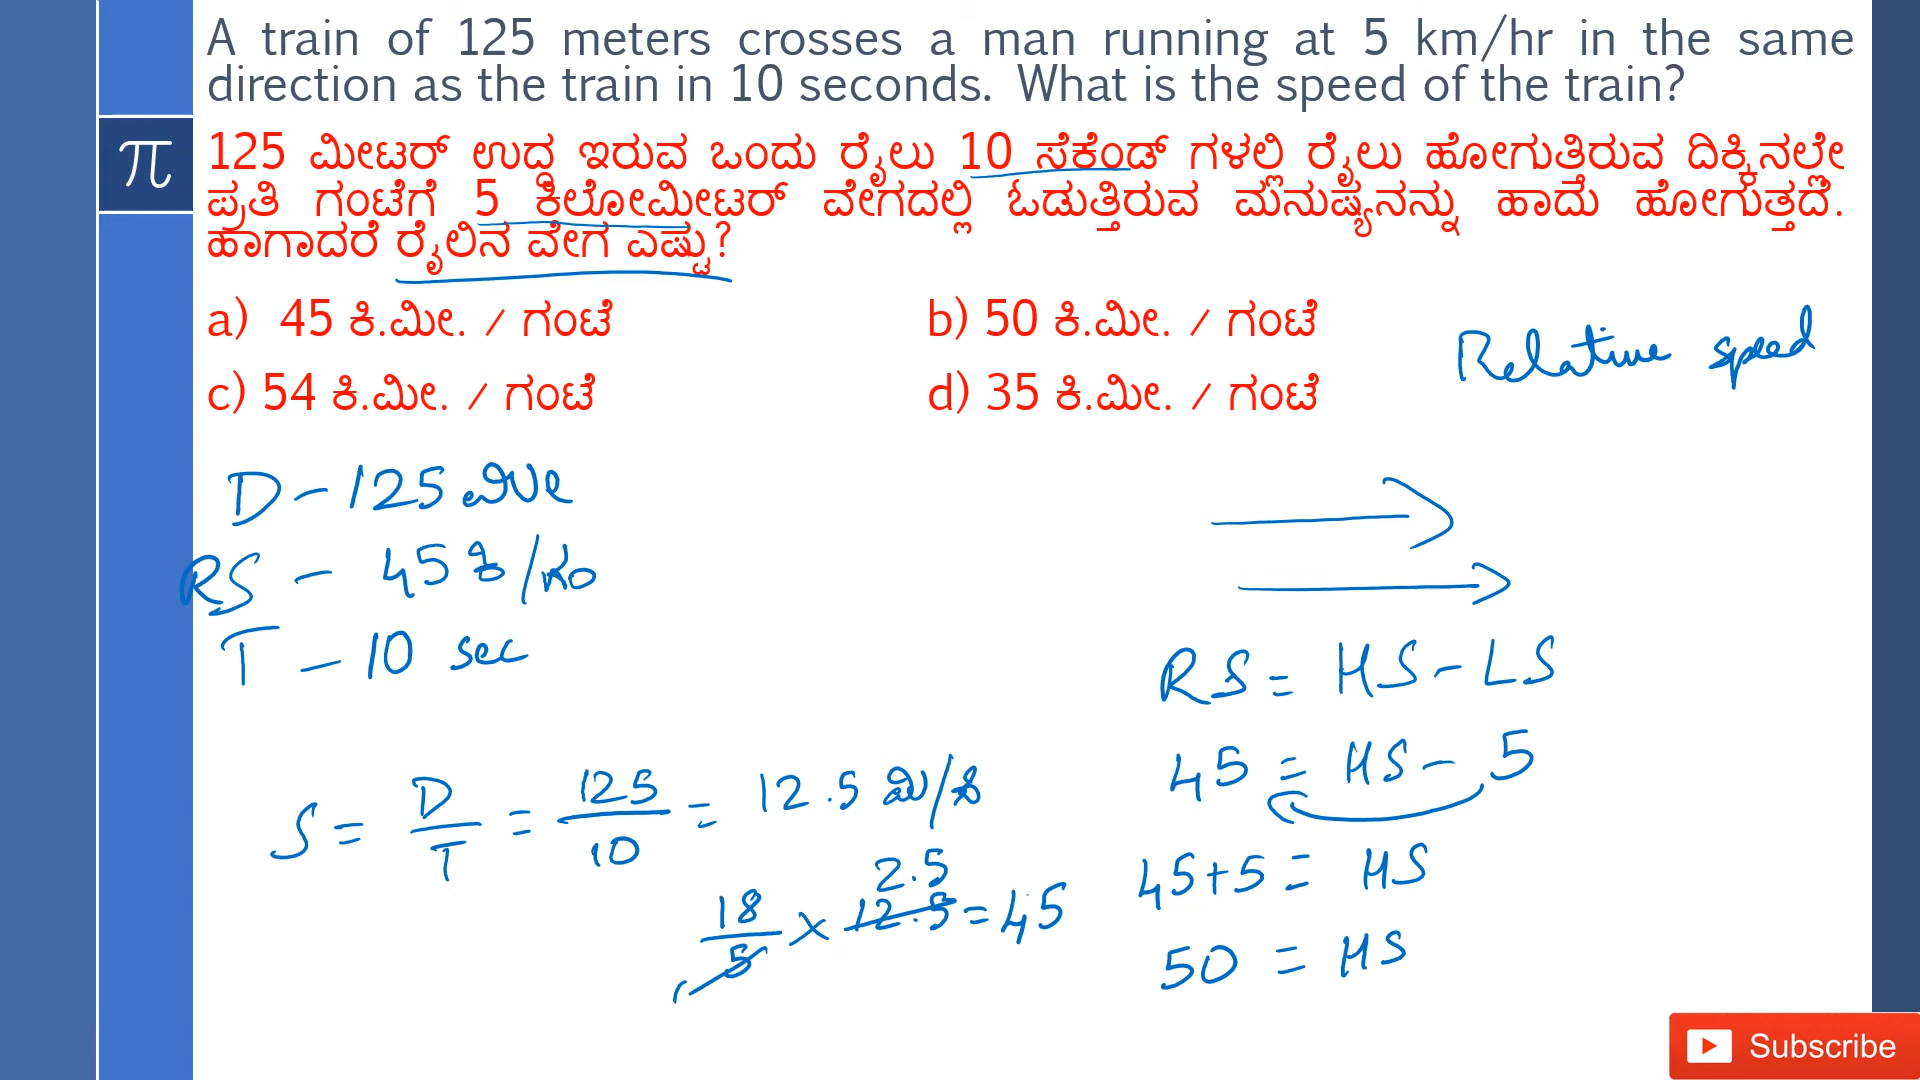 A train of 125 meters crosses a man running at 5 km/hr in the same
direction as the train in 10 seconds. What is the speed of the train?
π
125 ಮೀಟರ್ ಉದ್ದ ಇರುವ ಒಂದು ರೈಲು 10 ಸೆಕೆಂಡ್ ಗಳಲ್ಲಿ ರೈಲು ಹೋಗುತ್ತಿರುವ ದಿಕ್ಕಿನಲ್ಲೇ
ಪ್ರತಿ ಗಂಟೆಗೆ 5 ಕಿಲೋಮೀಟರ್ ವೇಗದಲ್ಲಿ ಓಡುತ್ತಿರುವ ಮನುಷ್ಯನನ್ನು ಹಾದು ಹೋಗುತ್ತದೆ.
ಹಾಗಾದರೆ ರೈಲಿನ ವೇಗ ಎಷ್ಟು?
a) 45 ಕಿ.ಮೀ. / ಗಂಟೆ
b) 50 ಕಿ.ಮೀ. / ಗಂಟೆ
c) 54 ಕಿ.ಮೀ. / ಗಂಟೆ
d) 35 ಕಿ.ಮೀ. / ಗಂಟೆ
Relative speed
D - 125 ಮೀ
RS - 45 ಕಿ/ಗಂ
T - 10 sec
S = D/T = 125/10 = 12.5 ಮಿ/ಸೆ
2.5
18/5 × 12.5 = 45
RS = HS - LS
45 = HS - 5
45+5 = HS
50 = HS
Subscribe